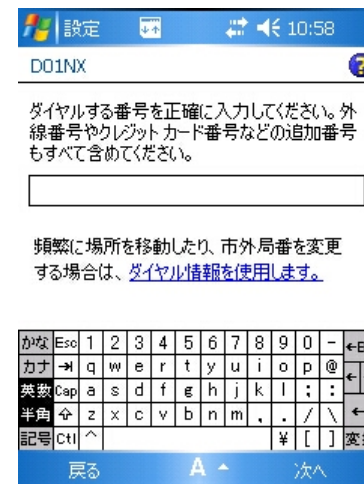 設定 10:58
D01NX
ダイヤルする番号を正確に入力してください。外
線番号やクレジット カード番号などの追加番号
もすべて含めてください。
頻繁に場所を移動したり、市外局番を変更
する場合は、ダイヤル情報を使用します。
かな Esc 1 2 3 4 5 6 7 8 9 0 - ←B
カナ q w e r t y u i o p @
英数 Cap a s d f g h j k l ; :
半角 z x c v b n m , . / \
記号 Ctl ^ ¥ [ ] 変
戻る A 次へ